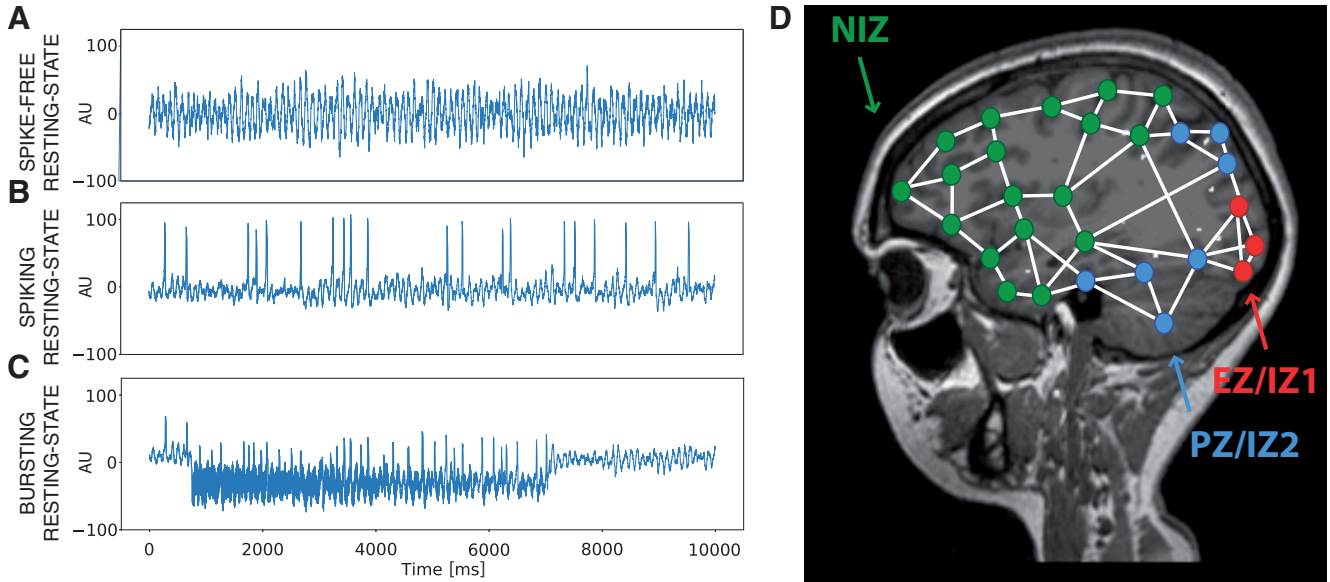 A
SPIKE-FREE
RESTING-STATE
AU
100
0
−100
B
SPIKING
RESTING-STATE
AU
100
0
−100
C
BURSTING
RESTING-STATE
AU
100
0
−100
0 2000 4000 6000 8000 10000
Time [ms]
D
NIZ
EZ/IZ1
PZ/IZ2